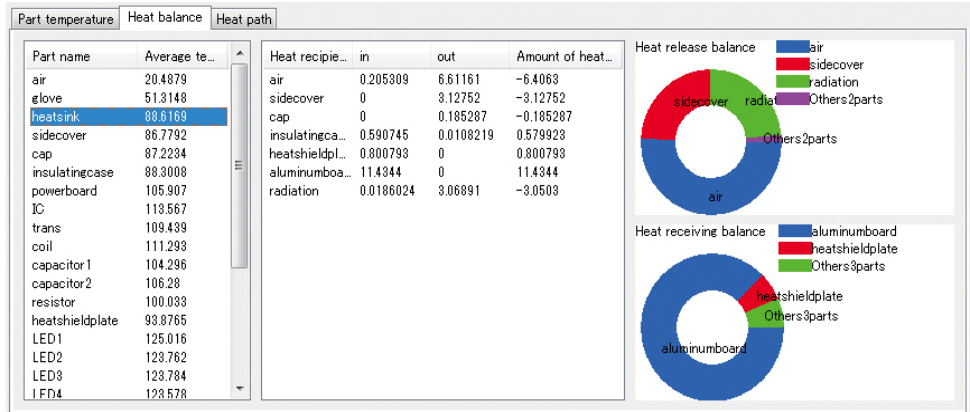 Part temperature Heat balance Heat path
Part name Average te...
air 20.4879
glove 51.3148
heatsink 88.6169
sidecover 86.7792
cap 87.2234
insulatingcase 88.3008
powerboard 105.907
IC 113.567
trans 109.439
coil 111.293
capacitor1 104.296
capacitor2 106.28
resistor 100.033
heatshieldplate 93.8765
LED1 125.016
LED2 123.762
LED3 123.784
LED4 123.578
Heat recipie... in out Amount of heat...
air 0.205309 6.61161 -6.4063
sidecover 0 3.12752 -3.12752
cap 0 0.185287 -0.185287
insulatingca... 0.590745 0.0108219 0.579923
heatshieldpl... 0.800793 0 0.800793
aluminumboa... 11.4344 0 11.4344
radiation 0.0186024 3.06891 -3.0503
Heat release balance
air
sidecover
radiation
Others2parts
sidecover
radiat
Others2parts
air
Heat receiving balance
aluminumboard
heatshieldplate
Others3parts
heatshieldplate
Others3parts
aluminumboard